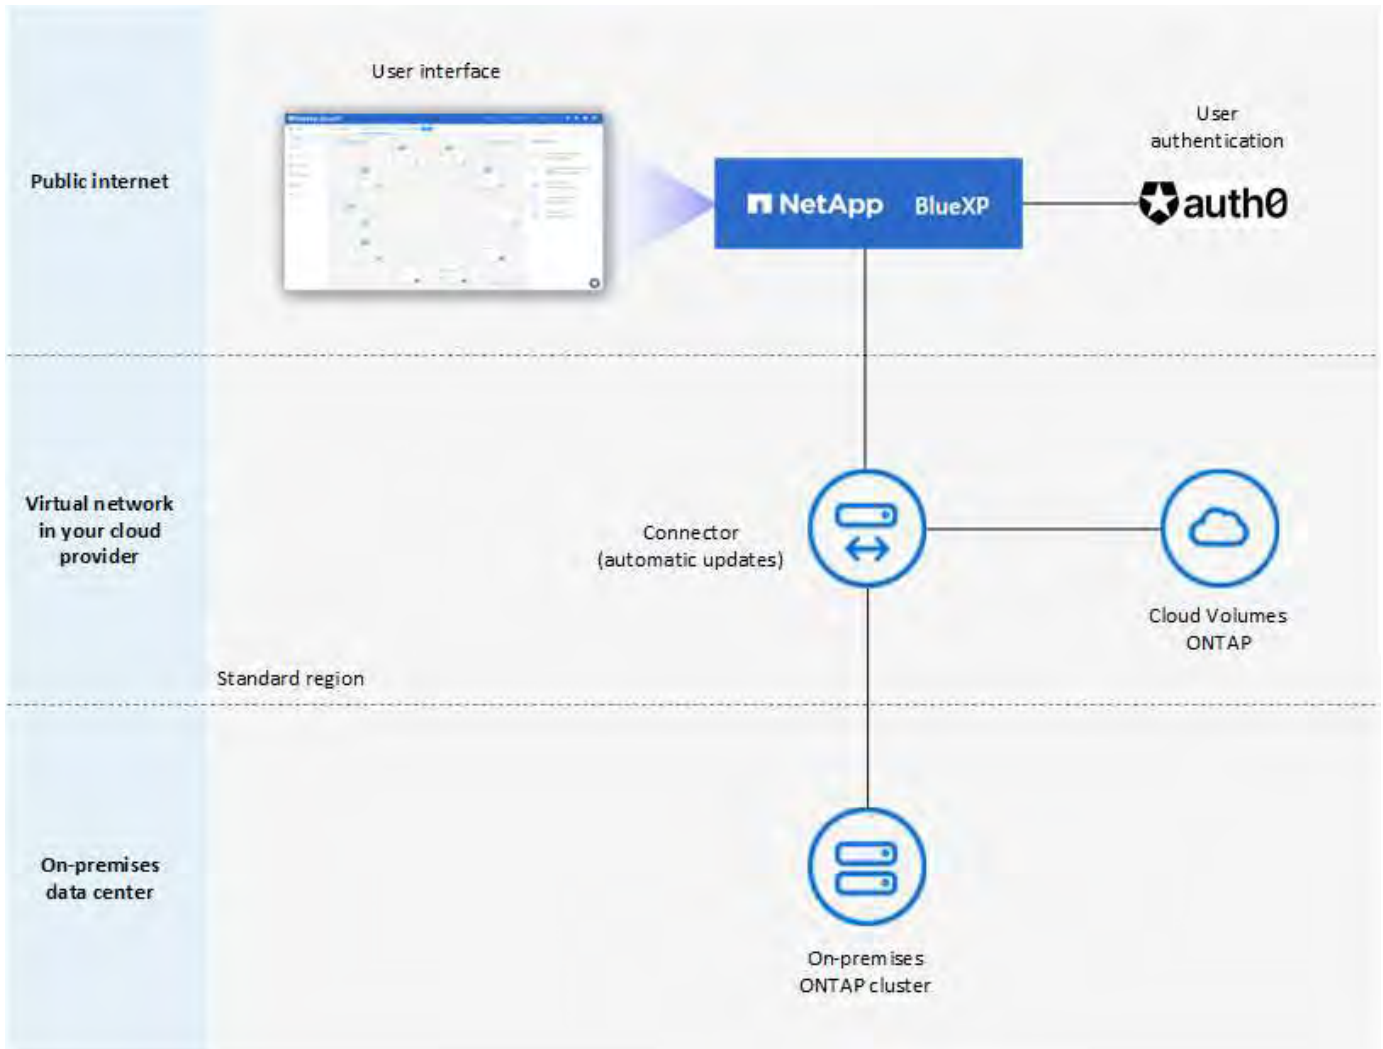 User interface
User
authentication
Public internet
NetApp BlueXP
auth0
Virtual network
in your cloud
provider
Connector
(automatic updates)
Cloud Volumes
ONTAP
Standard region
On-premises
data center
On-premises
ONTAP cluster